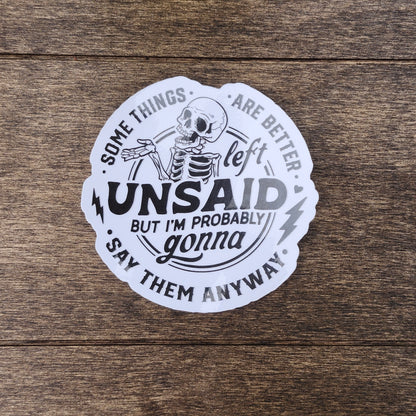 · SOME THINGS · ARE BETTER ·
left
UNSAID
BUT I'M PROBABLY
gonna
· SAY THEM ANYWAY ·